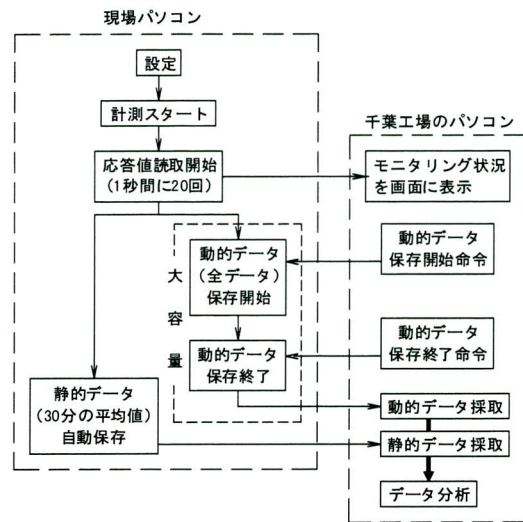 現場パソコン
設定
計測スタート
応答値読取開始
(1秒間に20回)
動的データ
(全データ)
保存開始
大
容
量
動的データ
保存終了
静的データ
(30分の平均値)
自動保存
千葉工場のパソコン
モニタリング状況
を画面に表示
動的データ
保存開始命令
動的データ
保存終了命令
動的データ採取
静的データ採取
データ分析